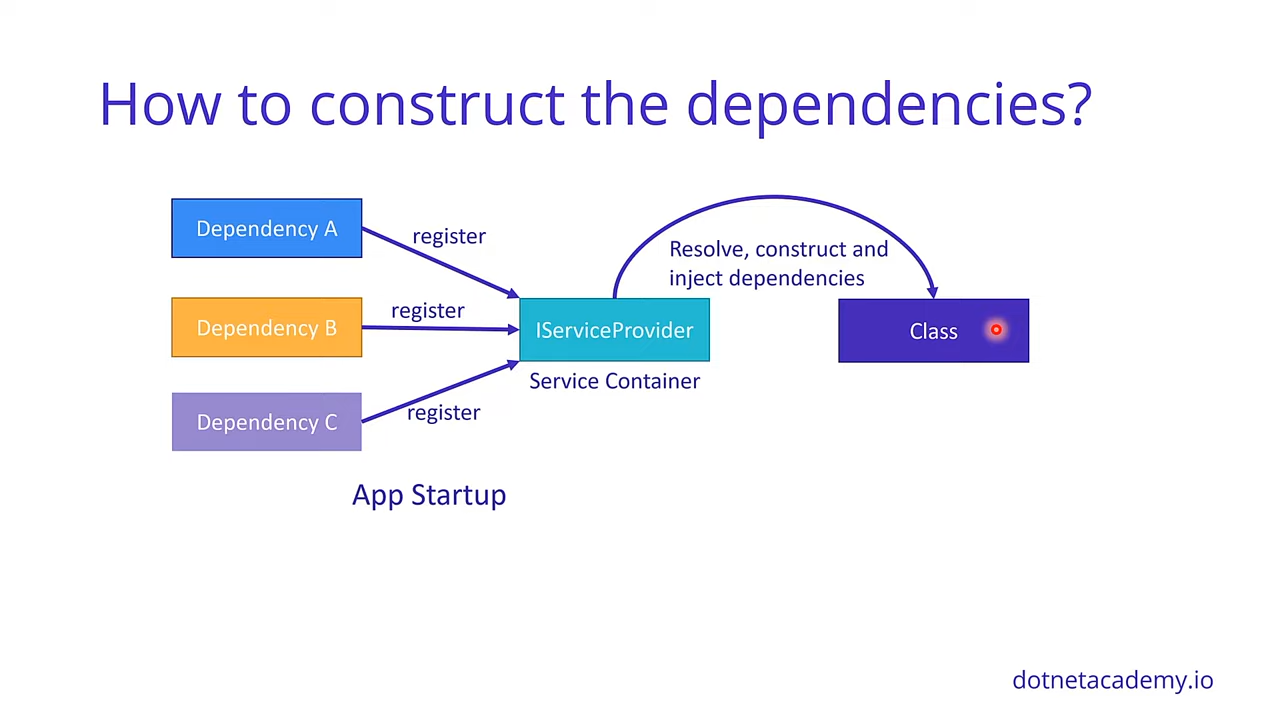 How to construct the dependencies?
Dependency A
register
Resolve, construct and
inject dependencies
Dependency B
register
IServiceProvider
Class
Service Container
Dependency C
register
App Startup
dotnetacademy.io